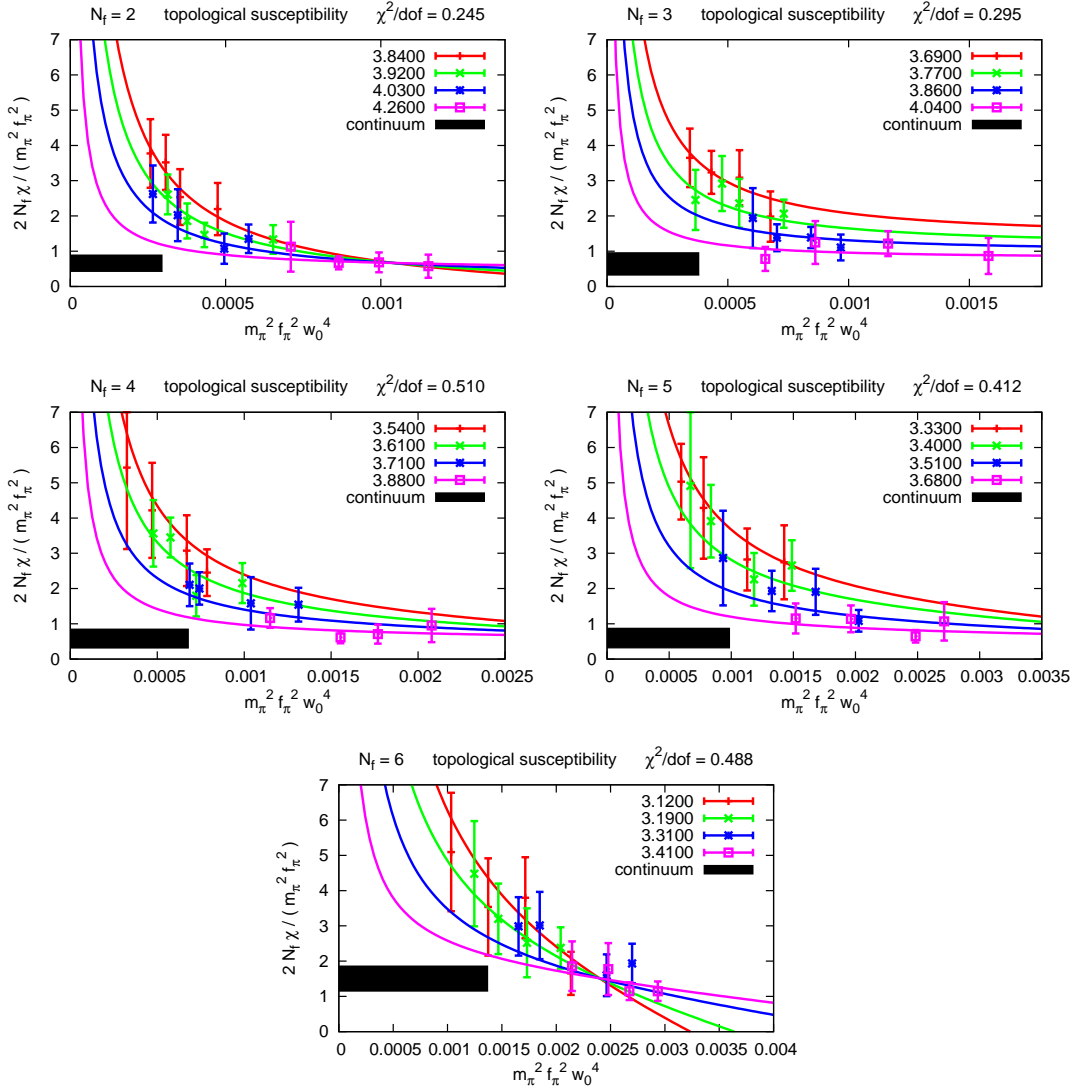 N_f = 2 topological susceptibility χ²/dof = 0.245
7
6
5
4
3
2
1
0
2 N_f χ / ( m_π² f_π² )
3.8400
3.9200
4.0300
4.2600
continuum
0 0.0005 0.001
m_π² f_π² w_0⁴
N_f = 3 topological susceptibility χ²/dof = 0.295
7
6
5
4
3
2
1
0
2 N_f χ / ( m_π² f_π² )
3.6900
3.7700
3.8600
4.0400
continuum
0 0.0005 0.001 0.0015
m_π² f_π² w_0⁴
N_f = 4 topological susceptibility χ²/dof = 0.510
7
6
5
4
3
2
1
0
2 N_f χ / ( m_π² f_π² )
3.5400
3.6100
3.7100
3.8800
continuum
0 0.0005 0.001 0.0015 0.002 0.0025
m_π² f_π² w_0⁴
N_f = 5 topological susceptibility χ²/dof = 0.412
7
6
5
4
3
2
1
0
2 N_f χ / ( m_π² f_π² )
3.3300
3.4000
3.5100
3.6800
continuum
0 0.0005 0.001 0.0015 0.002 0.0025 0.003 0.0035
m_π² f_π² w_0⁴
N_f = 6 topological susceptibility χ²/dof = 0.488
7
6
5
4
3
2
1
0
2 N_f χ / ( m_π² f_π² )
3.1200
3.1900
3.3100
3.4100
continuum
0 0.0005 0.001 0.0015 0.002 0.0025 0.003 0.0035 0.004
m_π² f_π² w_0⁴